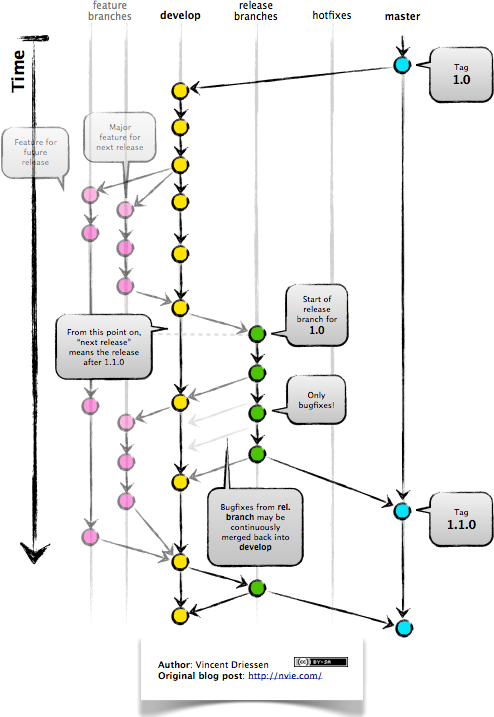 feature
branches
develop
release
branches
hotfixes
master
Time
Tag
1.0
Major
feature for
next release
Feature for
future
release
Start of
release
branch for
1.0
From this point on,
"next release"
means the release
after 1.1.0
Only
bugfixes!
Bugfixes from rel.
branch may be
continuously
merged back into
develop
Tag
1.1.0
Author: Vincent Driessen
Original blog post: http://nvie.com/
cc BY-SA